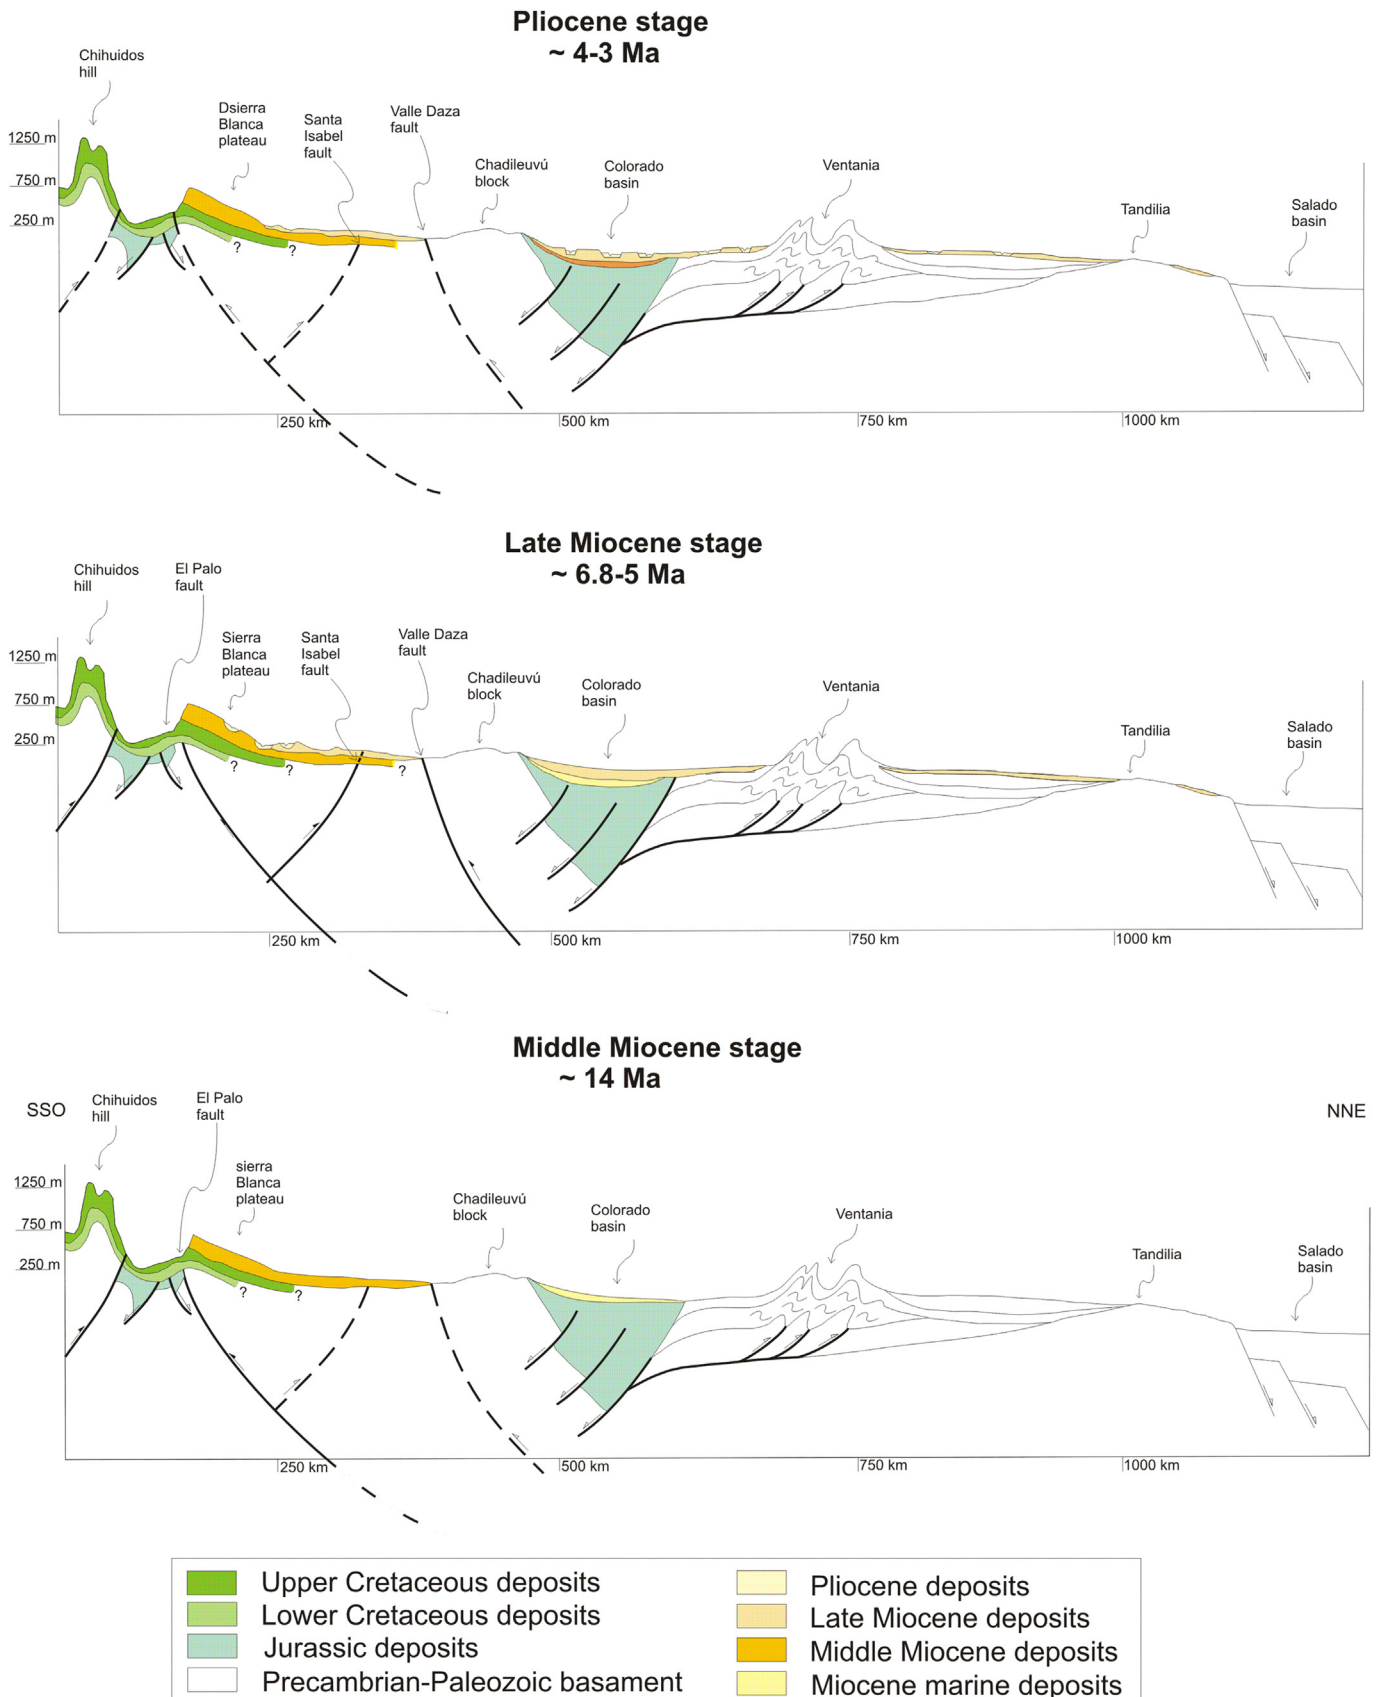 Pliocene stage
~ 4-3 Ma
Chihuidos
hill
Dsierra
Blanca
plateau
Santa
Isabel
fault
Valle Daza
fault
Chadileuvú
block
Colorado
basin
Ventania
Tandilia
Salado
basin
1250 m
750 m
250 m
?
?
250 km
500 km
750 km
1000 km
Late Miocene stage
~ 6.8-5 Ma
Chihuidos
hill
El Palo
fault
Sierra
Blanca
plateau
Santa
Isabel
fault
Valle Daza
fault
Chadileuvú
block
Colorado
basin
Ventania
Tandilia
Salado
basin
1250 m
750 m
250 m
?
?
?
250 km
500 km
750 km
1000 km
Middle Miocene stage
~ 14 Ma
SSO
NNE
Chihuidos
hill
El Palo
fault
sierra
Blanca
plateau
Chadileuvú
block
Colorado
basin
Ventania
Tandilia
Salado
basin
1250 m
750 m
250 m
?
?
250 km
500 km
750 km
1000 km
Upper Cretaceous deposits
Lower Cretaceous deposits
Jurassic deposits
Precambrian-Paleozoic basament
Pliocene deposits
Late Miocene deposits
Middle Miocene deposits
Miocene marine deposits